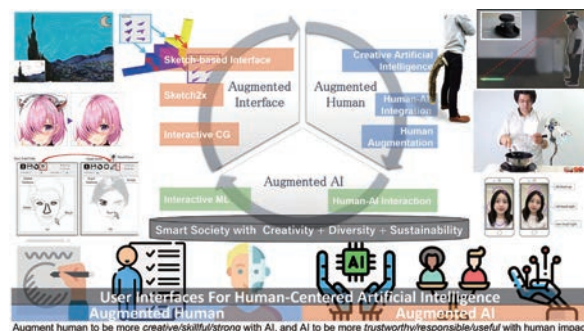 Sketch-based Interface
Sketch2x
Interactive CG
Augmented
Interface
Augmented
Human
Creative Artificial
Intelligence
Human-AI
Integration
Human
Augmentation
Augmented AI
Interactive ML
Human-AI Interaction
Smart Society with Creativity + Diversity + Sustainability
AI
User Interfaces For Human-Centered Artificial Intelligence
Augmented Human
Augmented AI
Augment human to be more creative/skillful/strong with AI, and AI to be more trustworthy/responsible/useful with human